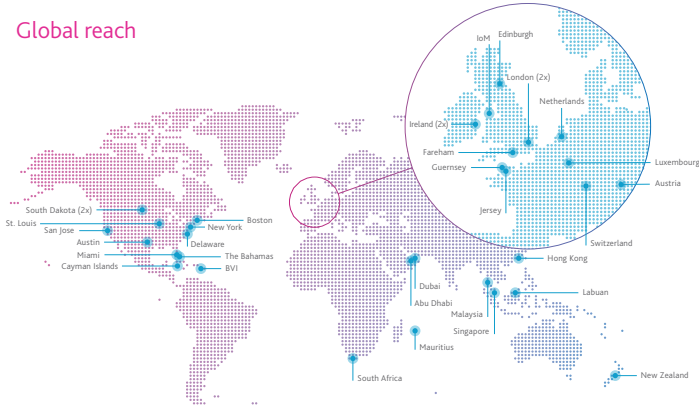 Global reach
IoM
Edinburgh
London (2x)
Netherlands
Ireland (2x)
Fareham
Guernsey
Luxembourg
Austria
Jersey
Switzerland
South Dakota (2x)
St. Louis
San Jose
Austin
Miami
Cayman Islands
Boston
New York
Delaware
The Bahamas
BVI
Hong Kong
Dubai
Abu Dhabi
Labuan
Malaysia
Singapore
Mauritius
South Africa
New Zealand